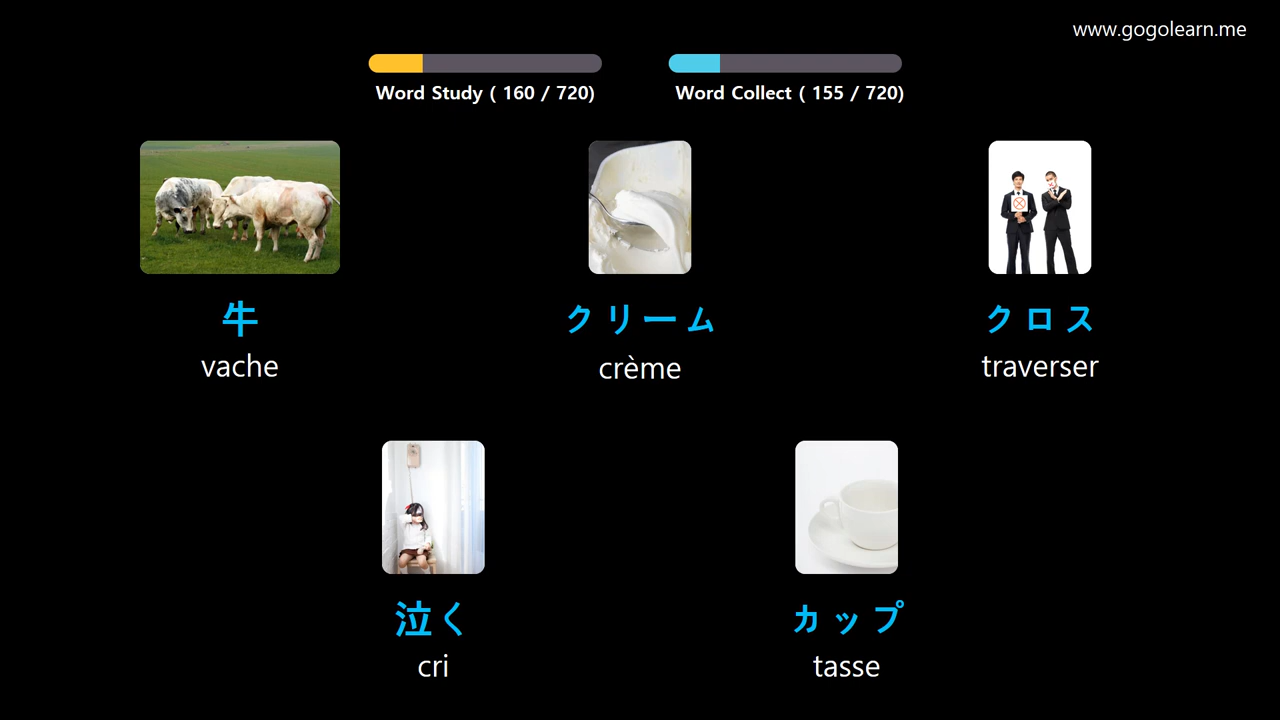 www.gogolearn.me
Word Study ( 160 / 720)
Word Collect ( 155 / 720)
牛
vache
クリーム
crème
クロス
traverser
泣く
cri
カップ
tasse